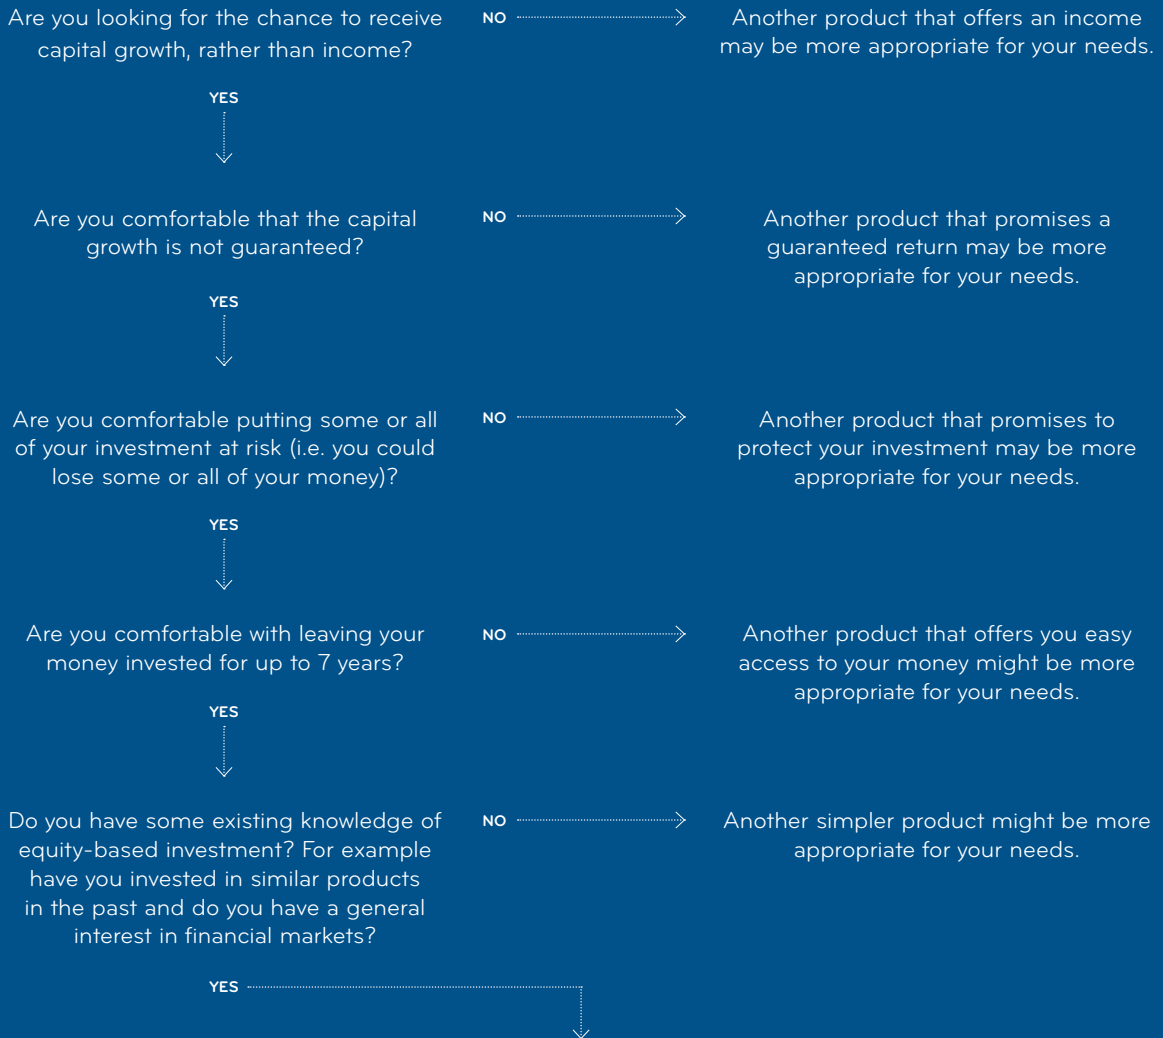 Are you looking for the chance to receive
capital growth, rather than income?
NO
Another product that offers an income
may be more appropriate for your needs.
YES
Are you comfortable that the capital
growth is not guaranteed?
NO
Another product that promises a
guaranteed return may be more
appropriate for your needs.
YES
Are you comfortable putting some or all
of your investment at risk (i.e. you could
lose some or all of your money)?
NO
Another product that promises to
protect your investment may be more
appropriate for your needs.
YES
Are you comfortable with leaving your
money invested for up to 7 years?
NO
Another product that offers you easy
access to your money might be more
appropriate for your needs.
YES
Do you have some existing knowledge of
equity-based investment? For example
have you invested in similar products
in the past and do you have a general
interest in financial markets?
NO
Another simpler product might be more
appropriate for your needs.
YES